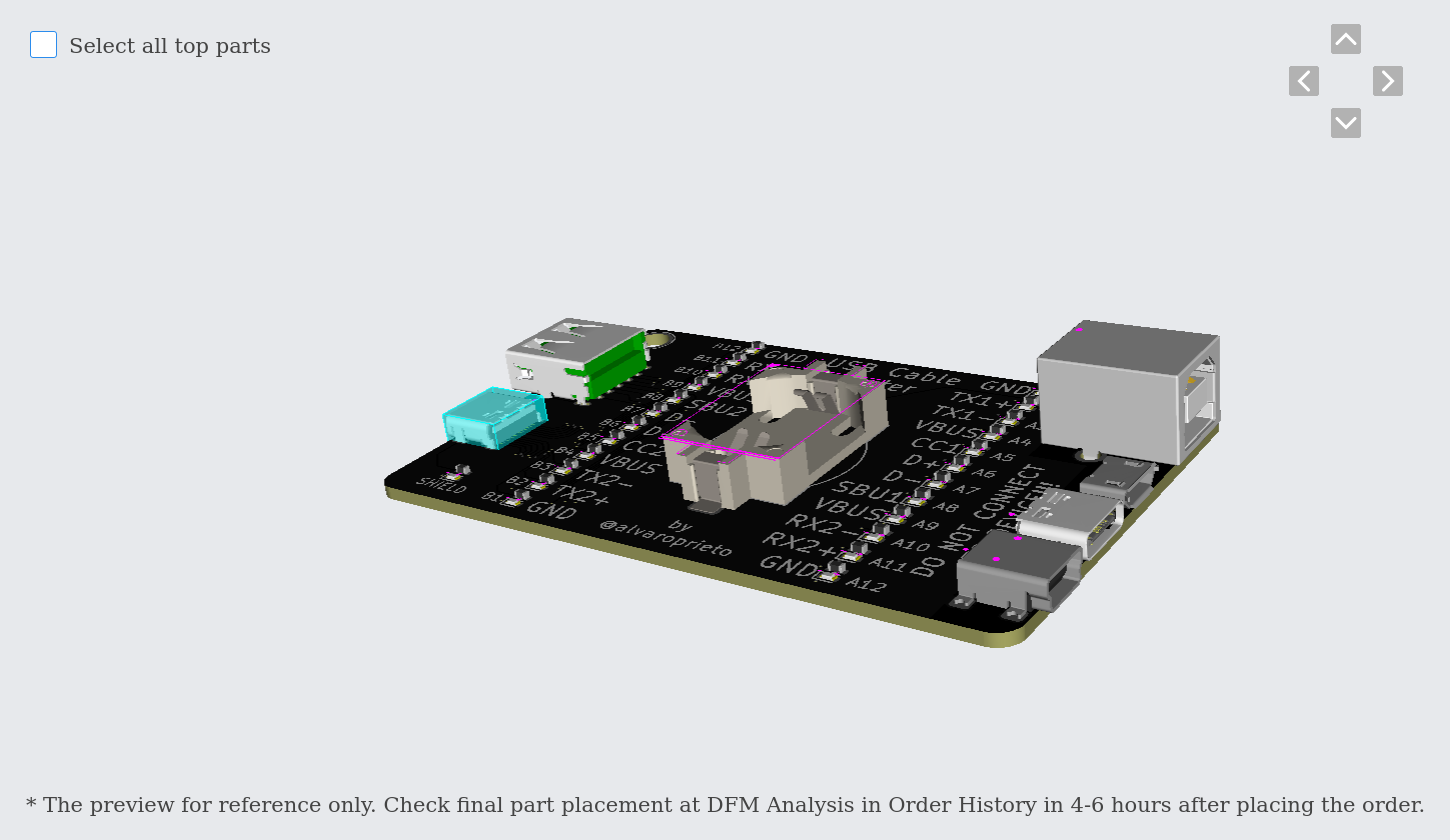 Select all top parts
B12 GND USB Cable
B11
B10
B9 VBU
B8 SBU2
B7 D
B6 D
B5 CC2
B4 VBUS
B3 TX2-
B2 TX2+
GND
SHIELD
by
@alvaroprieto
GND
TX1+
TX1-
VBUS A4
CC1 A5
D+ A6
D- A7
SBU1 A8
VBUS A9
RX2- A10
RX2+ A11
GND A12
DO NOT CONNECT
* The preview for reference only. Check final part placement at DFM Analysis in Order History in 4-6 hours after placing the order.